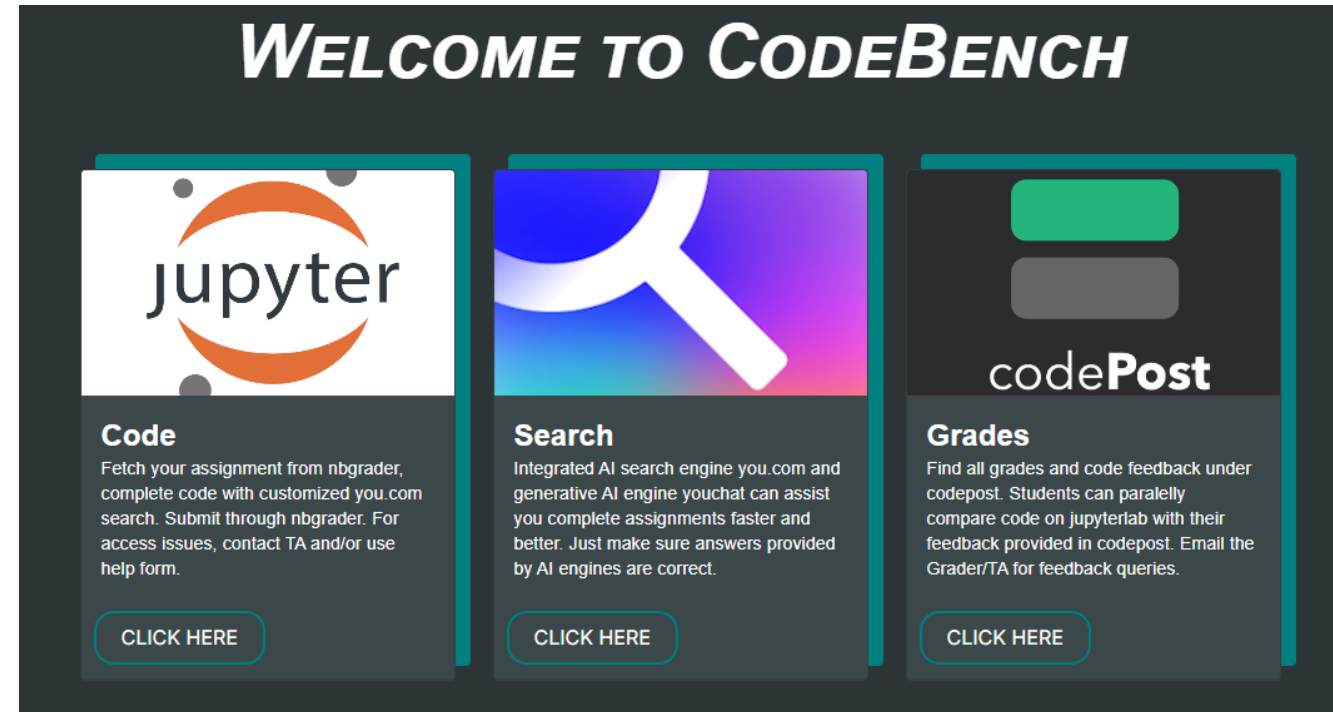 WELCOME TO CODEBENCH
jupyter
Code
Fetch your assignment from nbgrader,
complete code with customized you.com
search. Submit through nbgrader. For
access issues, contact TA and/or use
help form.
CLICK HERE
Search
Integrated AI search engine you.com and
generative AI engine youchat can assist
you complete assignments faster and
better. Just make sure answers provided
by AI engines are correct.
CLICK HERE
codePost
Grades
Find all grades and code feedback under
codepost. Students can paralelly
compare code on jupyterlab with their
feedback provided in codepost. Email the
Grader/TA for feedback queries.
CLICK HERE